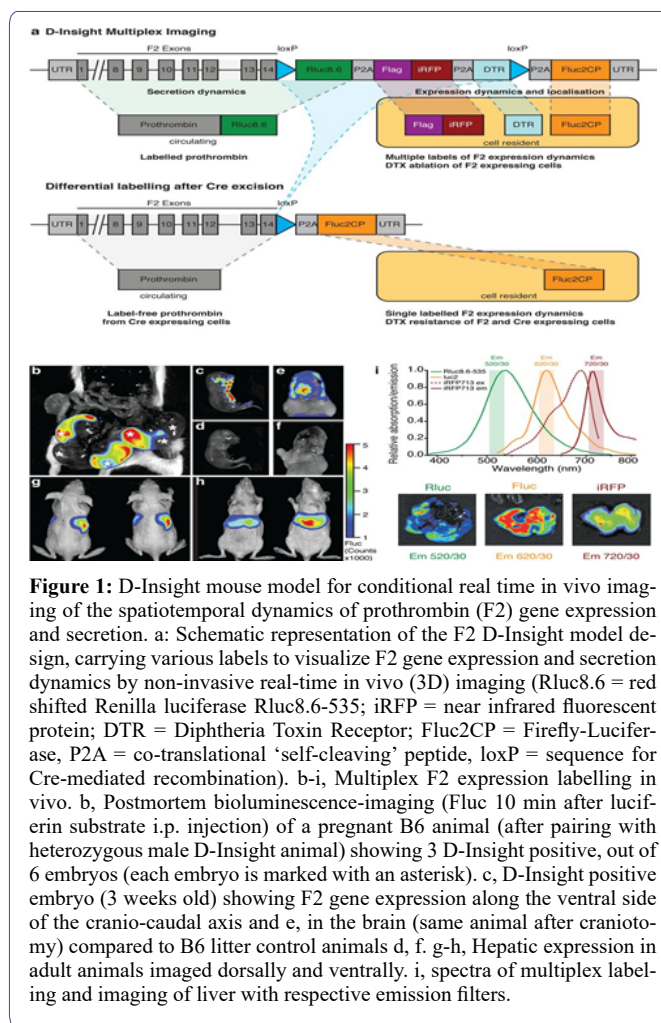 a D-Insight Multiplex Imaging
F2 Exons
loxP
loxP
UTR 1 8 9 10 11 12 13 14 Rluc8.6 P2A Flag iRFP P2A DTR P2A Fluc2CP UTR
Secretion dynamics
Expression dynamics and localisation
Prothrombin Rluc8.6
Flag iRFP DTR Fluc2CP
circulating
cell resident
Labelled prothrombin
Multiple labels of F2 expression dynamics
DTX ablation of F2 expressing cells
Differential labelling after Cre excision
F2 Exons
loxP
UTR 1 8 9 10 11 12 13 14 P2A Fluc2CP UTR
Prothrombin
Fluc2CP
circulating
cell resident
Label-free prothrombin
from Cre expressing cells
Single labelled F2 expression dynamics
DTX resistance of F2 and Cre expressing cells
b
c
d
e
f
g
h
5
4
3
2
1
Fluc
(Counts
x1000)
i
Em
520/30
Em
620/30
Em
720/30
Rluc8.6-535
luc2
iRFP713 ex
iRFP713 em
Relative absorption/emission
1.0
0.8
0.6
0.4
0.2
0
400 500 600 700 800
Wavelength (nm)
Rluc Fluc iRFP
Em 520/30 Em 620/30 Em 720/30
Figure 1: D-Insight mouse model for conditional real time in vivo imag-
ing of the spatiotemporal dynamics of prothrombin (F2) gene expression
and secretion. a: Schematic representation of the F2 D-Insight model de-
sign, carrying various labels to visualize F2 gene expression and secretion
dynamics by non-invasive real-time in vivo (3D) imaging (Rluc8.6 = red
shifted Renilla luciferase Rluc8.6-535; iRFP = near infrared fluorescent
protein; DTR = Diphtheria Toxin Receptor; Fluc2CP = Firefly-Lucifer-
ase, P2A = co-translational ‘self-cleaving’ peptide, loxP = sequence for
Cre-mediated recombination). b-i, Multiplex F2 expression labelling in
vivo. b, Postmortem bioluminescence-imaging (Fluc 10 min after lucif-
erin substrate i.p. injection) of a pregnant B6 animal (after pairing with
heterozygous male D-Insight animal) showing 3 D-Insight positive, out of
6 embryos (each embryo is marked with an asterisk). c, D-Insight positive
embryo (3 weeks old) showing F2 gene expression along the ventral side
of the cranio-caudal axis and e, in the brain (same animal after cranioto-
my) compared to B6 litter control animals d, f. g-h, Hepatic expression in
adult animals imaged dorsally and ventrally. i, spectra of multiplex label-
ing and imaging of liver with respective emission filters.